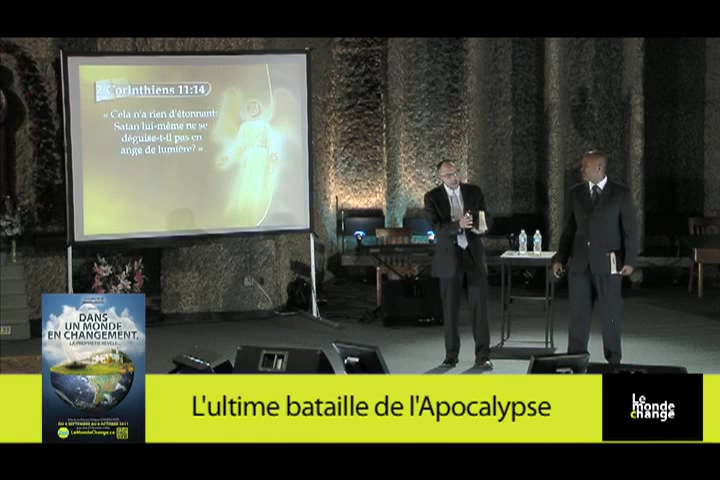 2 Corinthiens 11:14
« Cela n'a rien d'étonnant:
Satan lui-même ne se
déguise-t-il pas en
ange de lumière? »
DANS
UN MONDE
EN CHANGEMENT,
LA PROPHÉTIE RÉVÈLE...
LeMondeChange.ca
L'ultime bataille de l'Apocalypse
Le
monde
change